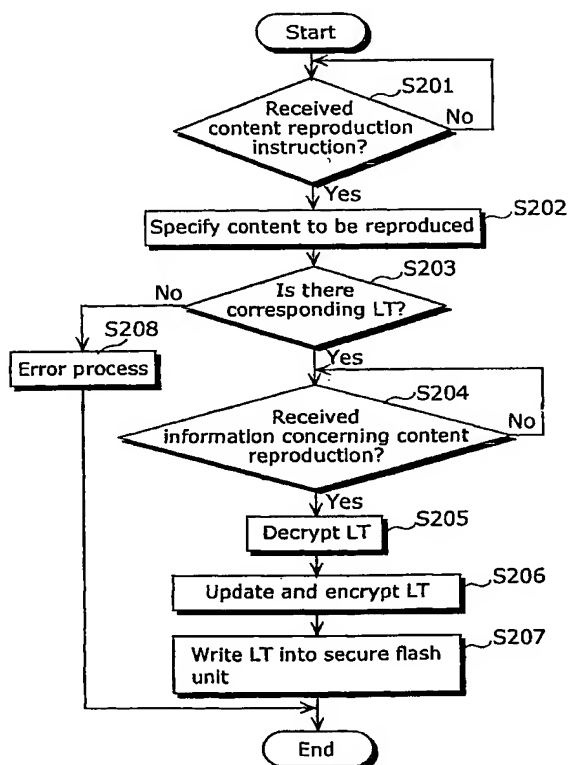 Start
S201
Received
content reproduction
instruction?
No
Yes
Specify content to be reproduced
S202
S203
Is there
corresponding LT?
No
S208
Error process
Yes
S204
Received
information concerning content
reproduction?
No
Yes
Decrypt LT
S205
Update and encrypt LT
S206
S207
Write LT into secure flash
unit
End